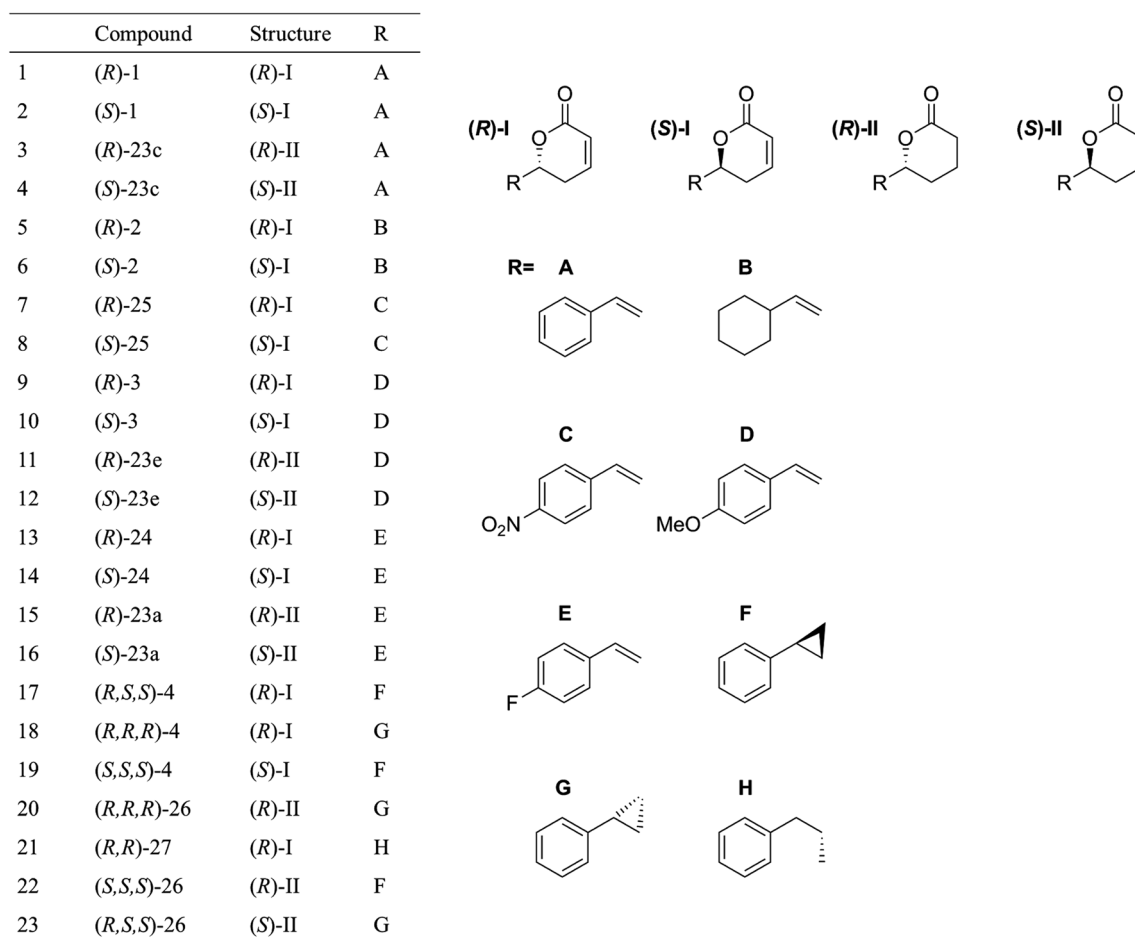 Compound Structure R
1 (R)-1 (R)-I A
2 (S)-1 (S)-I A
3 (R)-23c (R)-II A
4 (S)-23c (S)-II A
5 (R)-2 (R)-I B
6 (S)-2 (S)-I B
7 (R)-25 (R)-I C
8 (S)-25 (S)-I C
9 (R)-3 (R)-I D
10 (S)-3 (S)-I D
11 (R)-23e (R)-II D
12 (S)-23e (S)-II D
13 (R)-24 (R)-I E
14 (S)-24 (S)-I E
15 (R)-23a (R)-II E
16 (S)-23a (S)-II E
17 (R,S,S)-4 (R)-I F
18 (R,R,R)-4 (R)-I G
19 (S,S,S)-4 (S)-I F
20 (R,R,R)-26 (R)-II G
21 (R,R)-27 (R)-I H
22 (S,S,S)-26 (R)-II F
23 (R,S,S)-26 (S)-II G
O O O O
(R)-I O (S)-I O (R)-II O (S)-II O
R R R R
R= A B
C D
O2N MeO
E F
F
G H